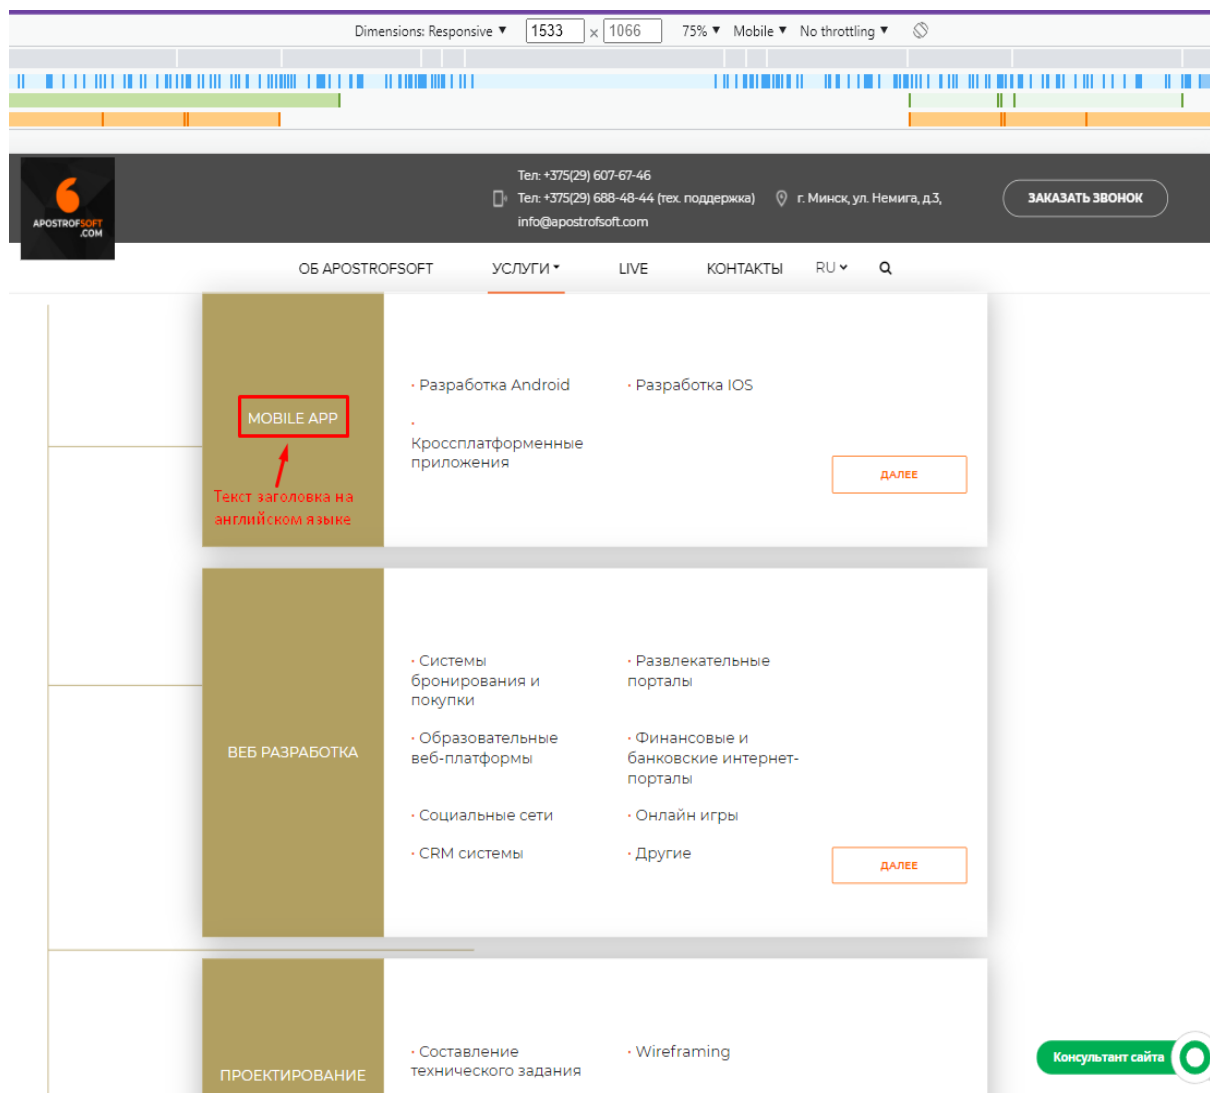 Dimensions: Responsive ▼ 1533 × 1066 75% ▼ Mobile ▼ No throttling ▼
6
APOSTROFSOFT
.COM
Тел: +375(29) 607-67-46
Тел: +375(29) 688-48-44 (тех. поддержка)
info@apostrofsoft.com
г. Минск, ул. Немига, д.3,
ЗАКАЗАТЬ ЗВОНОК
ОБ APOSTROFSOFT УСЛУГИ LIVE КОНТАКТЫ RU
MOBILE APP
Текст заголовка на
английском языке
· Разработка Android
· Разработка IOS
·
Кроссплатформенные
приложения
ДАЛЕЕ
ВЕБ РАЗРАБОТКА
· Системы
бронирования и
покупки
· Развлекательные
порталы
· Образовательные
веб-платформы
· Финансовые и
банковские интернет-
порталы
· Социальные сети
· Онлайн игры
· CRM системы
· Другие
ДАЛЕЕ
ПРОЕКТИРОВАНИЕ
· Составление
технического задания
· Wireframing
Консультант сайта